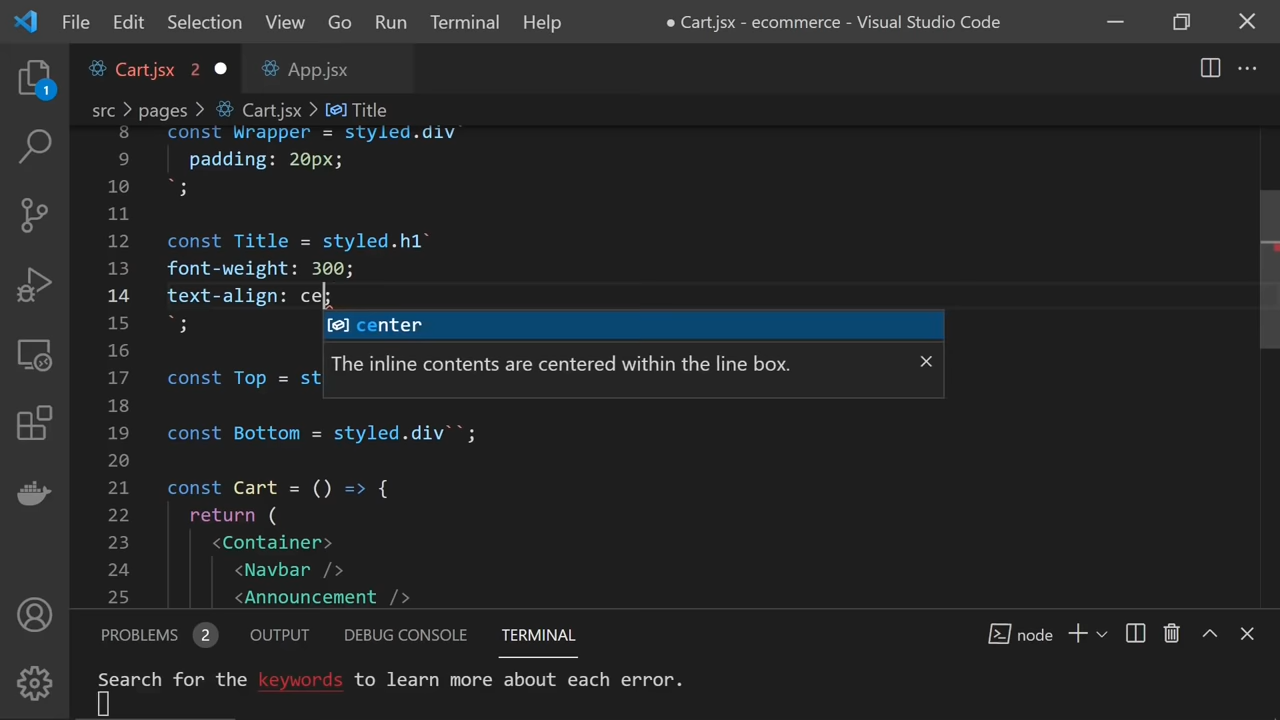 File Edit Selection View Go Run Terminal Help ● Cart.jsx - ecommerce - Visual Studio Code
Cart.jsx 2 App.jsx
1
src > pages > Cart.jsx > Title
8 const Wrapper = styled.div`
9 padding: 20px;
10 `;
11
12 const Title = styled.h1`
13 font-weight: 300;
14 text-align: ce;
center
15 `;
The inline contents are centered within the line box.
16
17 const Top = st
18
19 const Bottom = styled.div``;
20
21 const Cart = () => {
22 return (
23 <Container>
24 <Navbar />
25 <Announcement />
PROBLEMS 2 OUTPUT DEBUG CONSOLE TERMINAL node
Search for the keywords to learn more about each error.